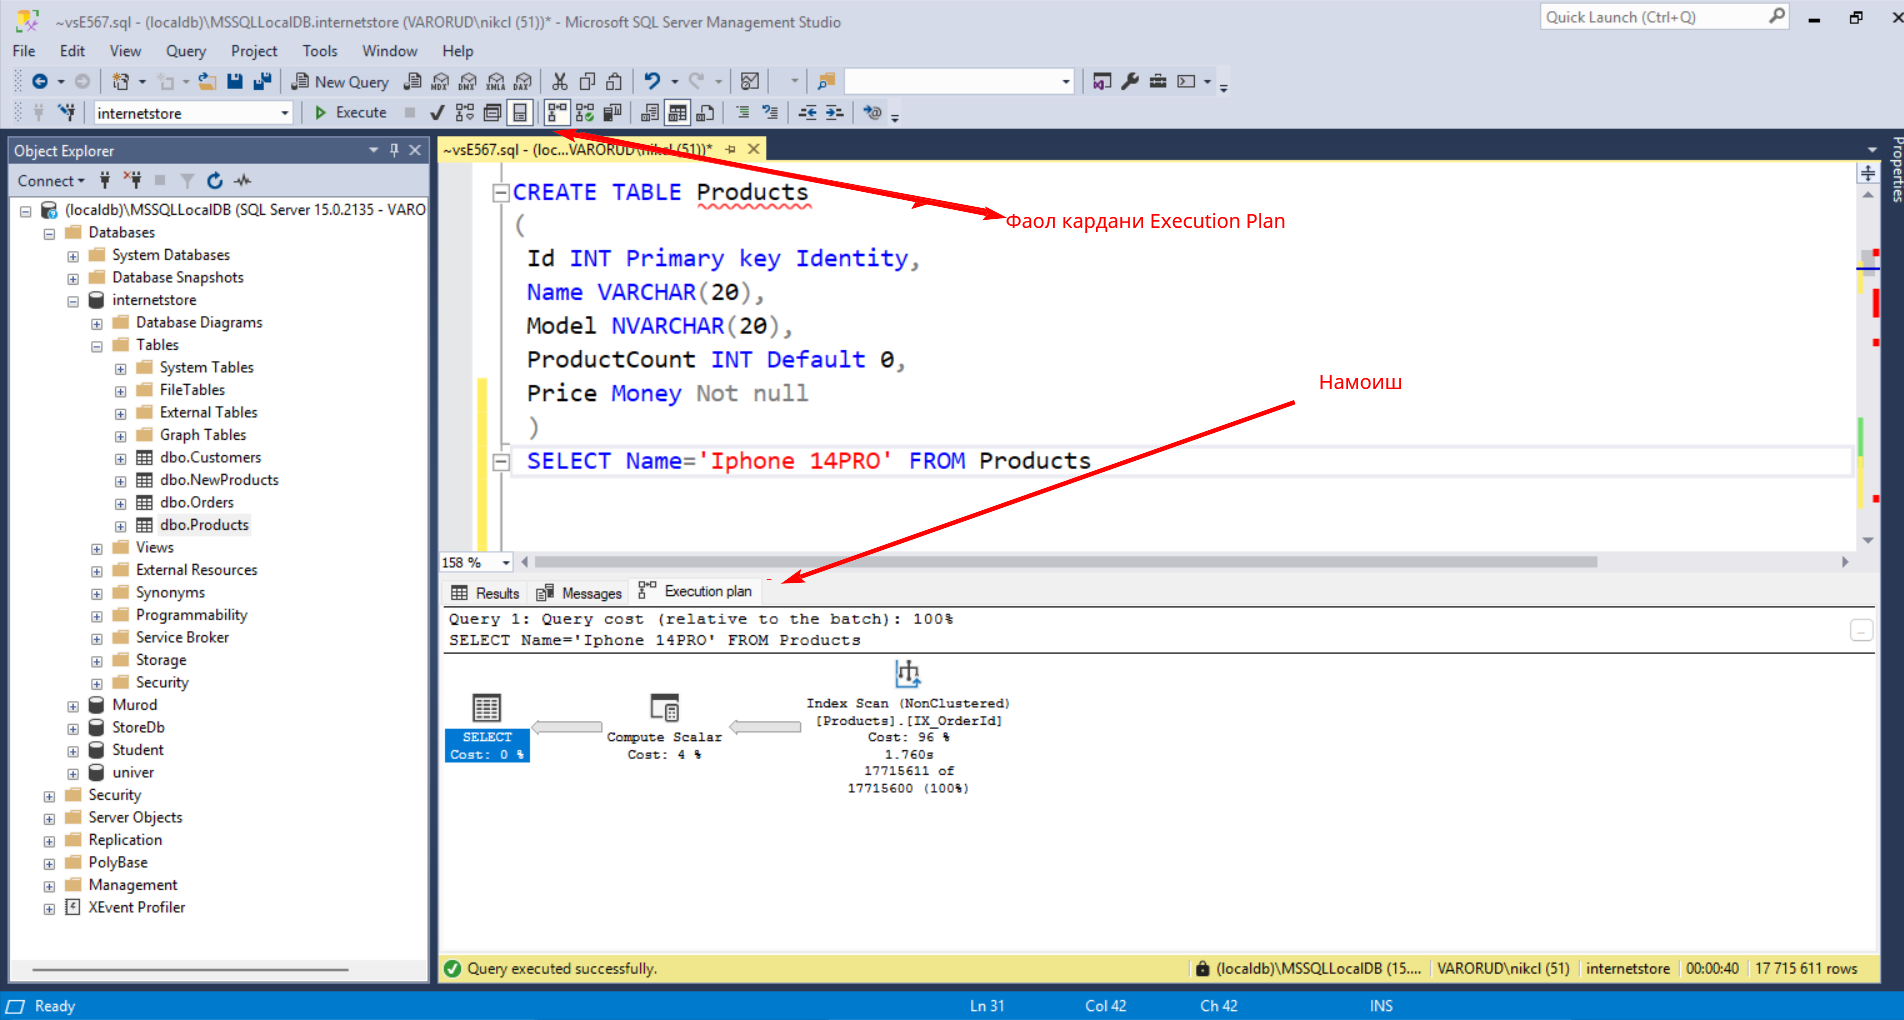 ~vsE567.sql - (localdb)\MSSQLLocalDB.internetstore (VARORUD\nikcl (51))* - Microsoft SQL Server Management Studio
Quick Launch (Ctrl+Q)
File Edit View Query Project Tools Window Help
New Query
MDX DMX XMLA DAX
internetstore
Execute
Object Explorer
Connect
(localdb)\MSSQLLocalDB (SQL Server 15.0.2135 - VARO
Databases
System Databases
Database Snapshots
internetstore
Database Diagrams
Tables
System Tables
FileTables
External Tables
Graph Tables
dbo.Customers
dbo.NewProducts
dbo.Orders
dbo.Products
Views
External Resources
Synonyms
Programmability
Service Broker
Storage
Security
Murod
StoreDb
Student
univer
Security
Server Objects
Replication
PolyBase
Management
XEvent Profiler
~vsE567.sql - (loc...VARORUD\nikcl (51))*
Properties
CREATE TABLE Products
(
Id INT Primary key Identity,
Name VARCHAR(20),
Model NVARCHAR(20),
ProductCount INT Default 0,
Price Money Not null
)
SELECT Name='Iphone 14PRO' FROM Products
Фаол кардани Execution Plan
Намоиш
158 %
Results Messages Execution plan
Query 1: Query cost (relative to the batch): 100%
SELECT Name='Iphone 14PRO' FROM Products
SELECT
Cost: 0 %
Compute Scalar
Cost: 4 %
Index Scan (NonClustered)
[Products].[IX_OrderId]
Cost: 96 %
1.760s
17715611 of
17715600 (100%)
Query executed successfully.
(localdb)\MSSQLLocalDB (15.... VARORUD\nikcl (51) internetstore 00:00:40 17 715 611 rows
Ready Ln 31 Col 42 Ch 42 INS